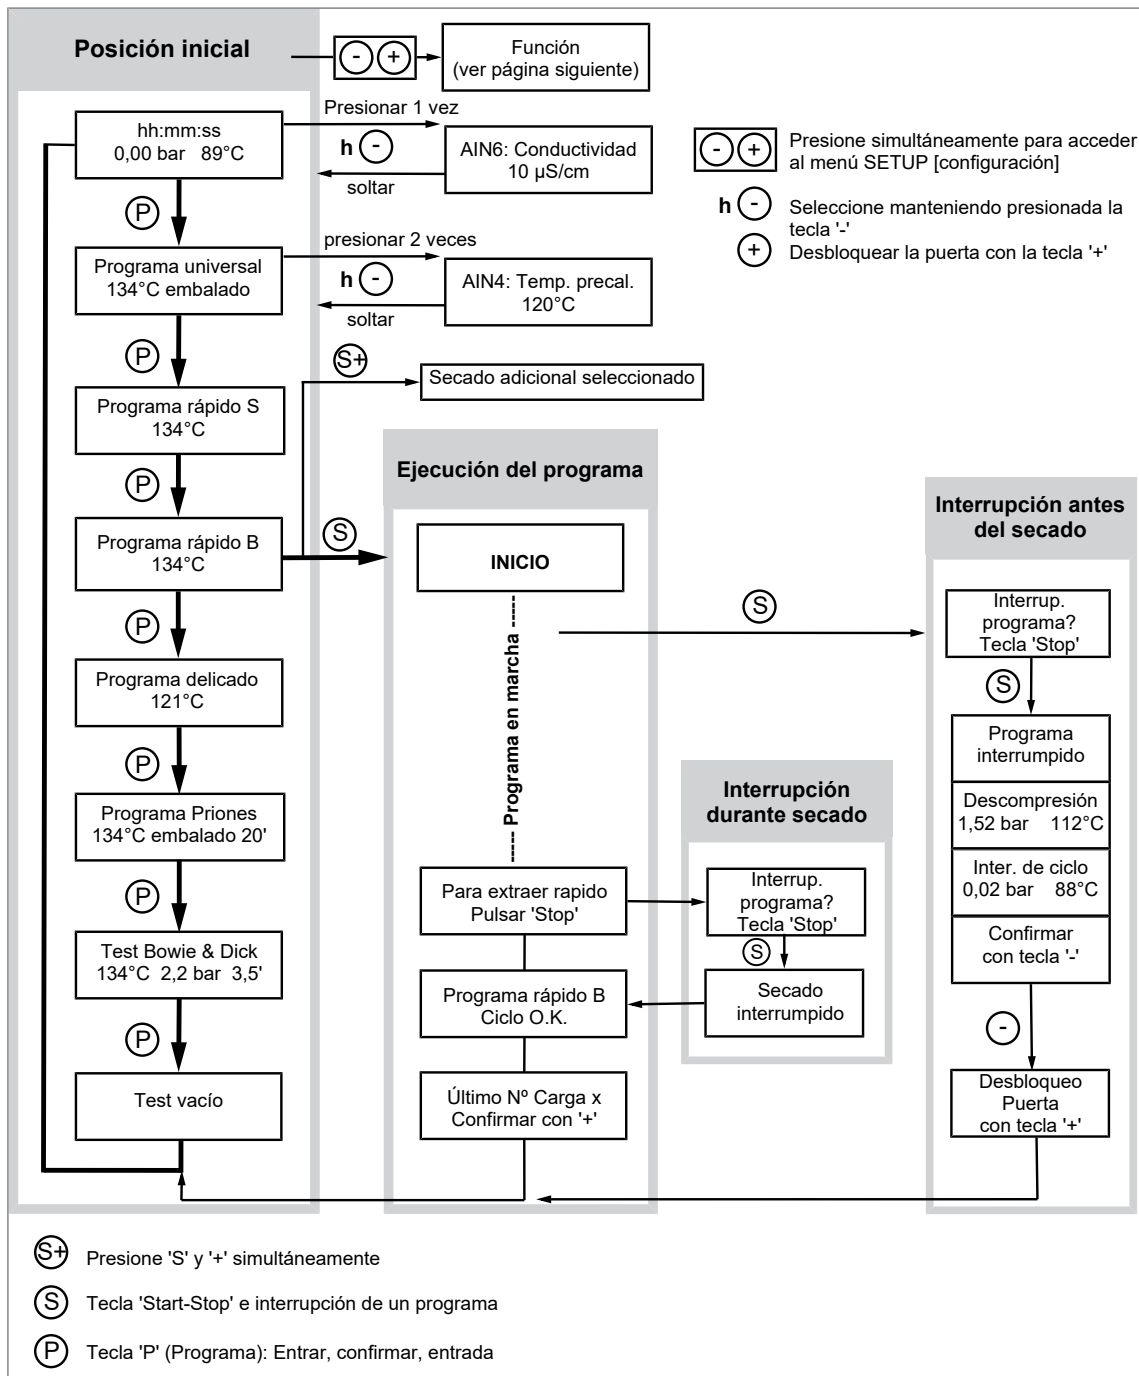 Posición inicial
- +
Función
(ver página siguiente)
hh:mm:ss
0,00 bar 89°C
Presionar 1 vez
h -
soltar
AIN6: Conductividad
10 µS/cm
- +
Presione simultáneamente para acceder
al menú SETUP [configuración]
h -
Seleccione manteniendo presionada la
tecla '-'
+
Desbloquear la puerta con la tecla '+'
P
Programa universal
134°C embalado
presionar 2 veces
h -
soltar
AIN4: Temp. precal.
120°C
P
S+
Secado adicional seleccionado
Programa rápido S
134°C
P
Programa rápido B
134°C
S
P
Programa delicado
121°C
P
Programa Priones
134°C embalado 20'
P
Test Bowie & Dick
134°C 2,2 bar 3,5'
P
Test vacío
Ejecución del programa
INICIO
------ Programa en marcha ------
S
Para extraer rapido
Pulsar 'Stop'
Programa rápido B
Ciclo O.K.
Último Nº Carga x
Confirmar con '+'
Interrupción
durante secado
Interrup.
programa?
Tecla 'Stop'
S
Secado
interrumpido
Interrupción antes
del secado
Interrup.
programa?
Tecla 'Stop'
S
Programa
interrumpido
Descompresión
1,52 bar 112°C
Inter. de ciclo
0,02 bar 88°C
Confirmar
con tecla '-'
-
Desbloqueo
Puerta
con tecla '+'
S+ Presione 'S' y '+' simultáneamente
S Tecla 'Start-Stop' e interrupción de un programa
P Tecla 'P' (Programa): Entrar, confirmar, entrada